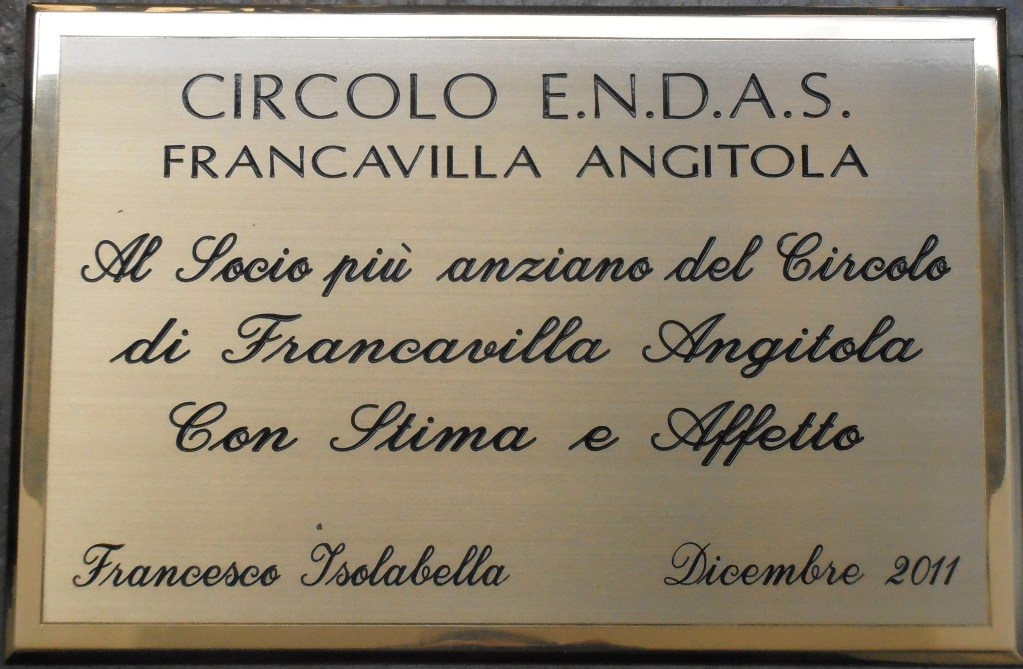 CIRCOLO E.N.D.A.S.
FRANCAVILLA ANGITOLA
Al Socio più anziano del Circolo
di Francavilla Angitola
Con Stima e Affetto
Francesco Isolabella Dicembre 2011